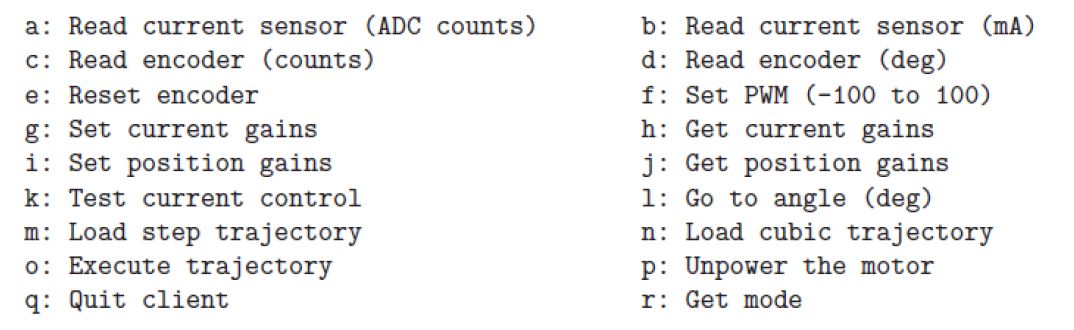 a: Read current sensor (ADC counts) b: Read current sensor (mA)
c: Read encoder (counts) d: Read encoder (deg)
e: Reset encoder f: Set PWM (-100 to 100)
g: Set current gains h: Get current gains
i: Set position gains j: Get position gains
k: Test current control l: Go to angle (deg)
m: Load step trajectory n: Load cubic trajectory
o: Execute trajectory p: Unpower the motor
q: Quit client r: Get mode